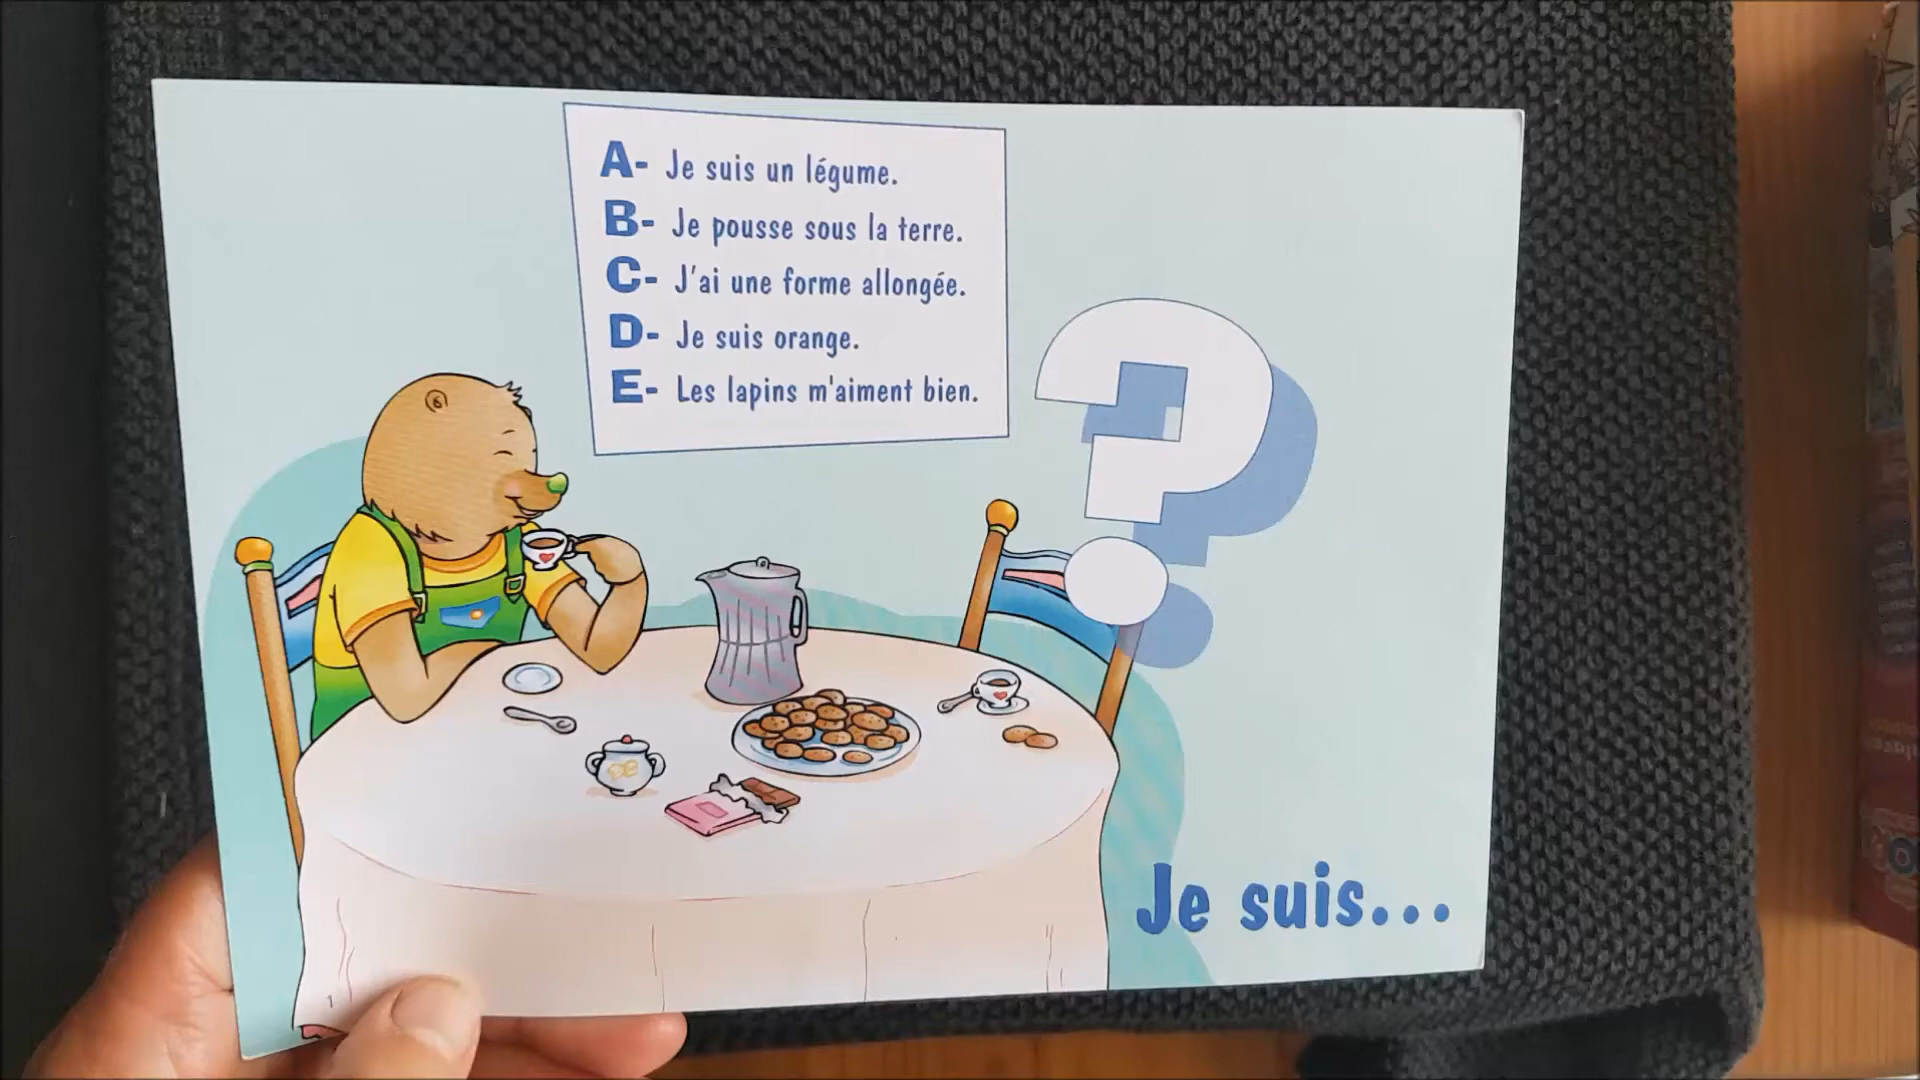 A- Je suis un légume.
B- Je pousse sous la terre.
C- J'ai une forme allongée.
D- Je suis orange.
E- Les lapins m'aiment bien.
Je suis...